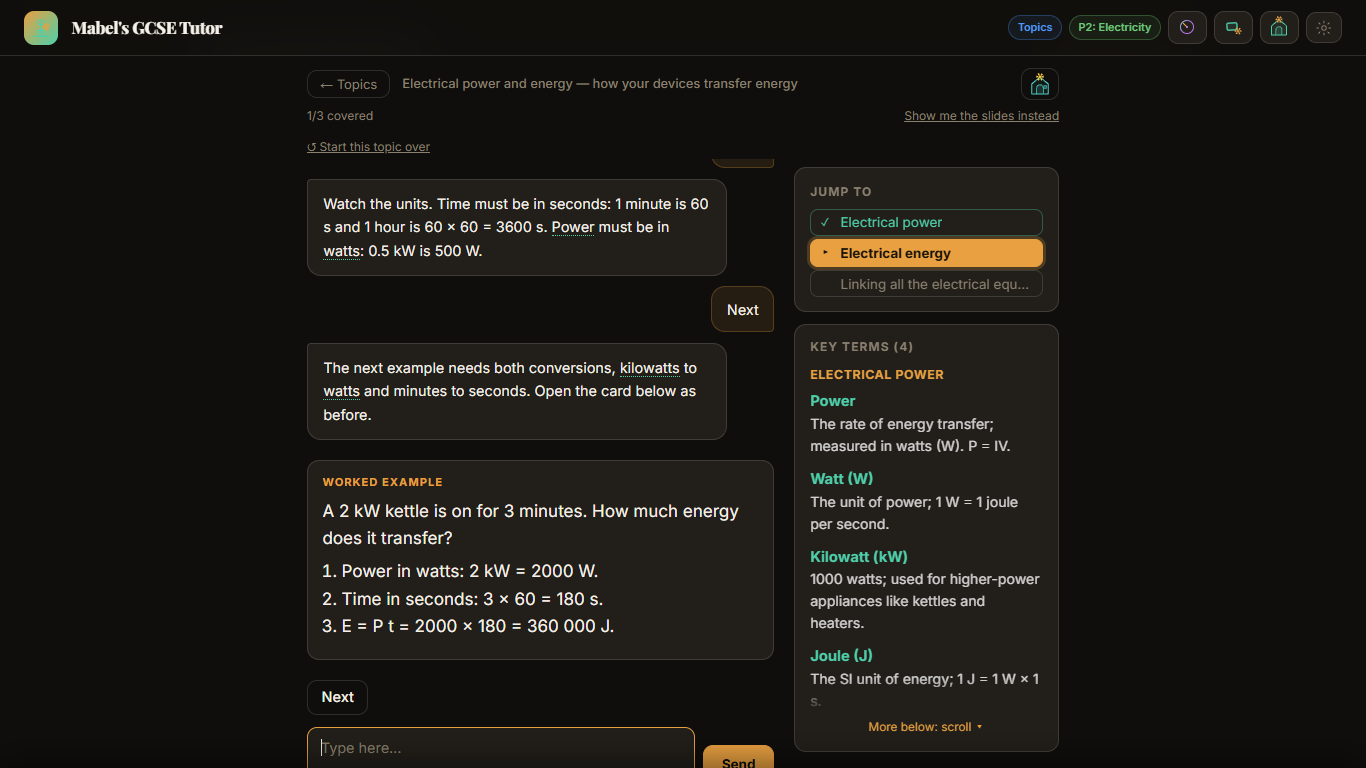 Mabel's GCSE Tutor
Topics
P2: Electricity
← Topics
Electrical power and energy — how your devices transfer energy
1/3 covered
Show me the slides instead
↺ Start this topic over
Watch the units. Time must be in seconds: 1 minute is 60
s and 1 hour is 60 × 60 = 3600 s. Power must be in
watts: 0.5 kW is 500 W.
Next
The next example needs both conversions, kilowatts to
watts and minutes to seconds. Open the card below as
before.
WORKED EXAMPLE
A 2 kW kettle is on for 3 minutes. How much energy
does it transfer?
1. Power in watts: 2 kW = 2000 W.
2. Time in seconds: 3 × 60 = 180 s.
3. E = P t = 2000 × 180 = 360 000 J.
Next
Type here...
Send
JUMP TO
✓ Electrical power
▸ Electrical energy
Linking all the electrical equ...
KEY TERMS (4)
ELECTRICAL POWER
Power
The rate of energy transfer;
measured in watts (W). P = IV.
Watt (W)
The unit of power; 1 W = 1 joule
per second.
Kilowatt (kW)
1000 watts; used for higher-power
appliances like kettles and
heaters.
Joule (J)
The SI unit of energy; 1 J = 1 W × 1
s.
More below: scroll ▾